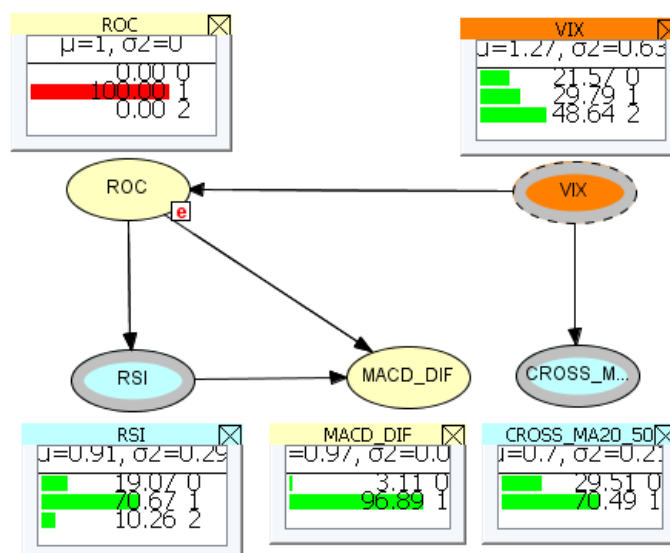 ROC
μ=1, σ2=0
0.00 0
100.00 1
0.00 2
VIX
μ=1.27, σ2=0.63
21.57 0
29.79 1
48.64 2
ROC
e
VIX
RSI
MACD_DIF
CROSS_M...
RSI
μ=0.91, σ2=0.29
19.07 0
70.67 1
10.26 2
MACD_DIF
=0.97, σ2=0.0
3.11 0
96.89 1
CROSS_MA20_50
μ=0.7, σ2=0.2
29.51 0
70.49 1